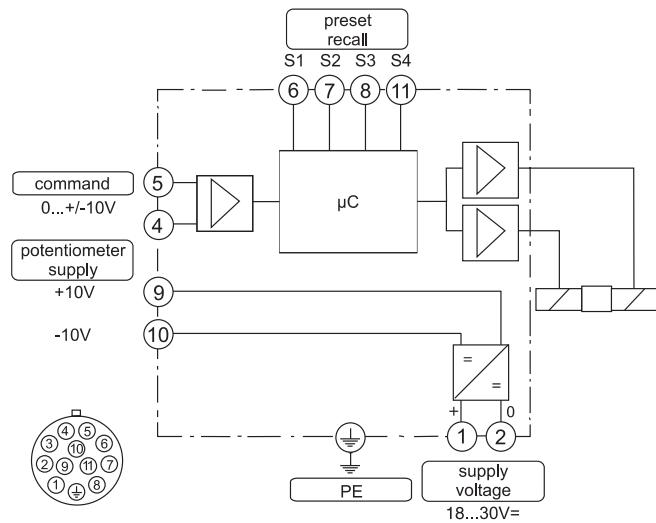 preset
recall
S1 S2 S3 S4
6 7 8 11
command
0...+/-10V
5
4
µC
potentiometer
supply
+10V
9
-10V
10
=
=
+ 0
1 2
PE
supply
voltage
18...30V=
4 5
3 10 6
2 9 11 7
1 8